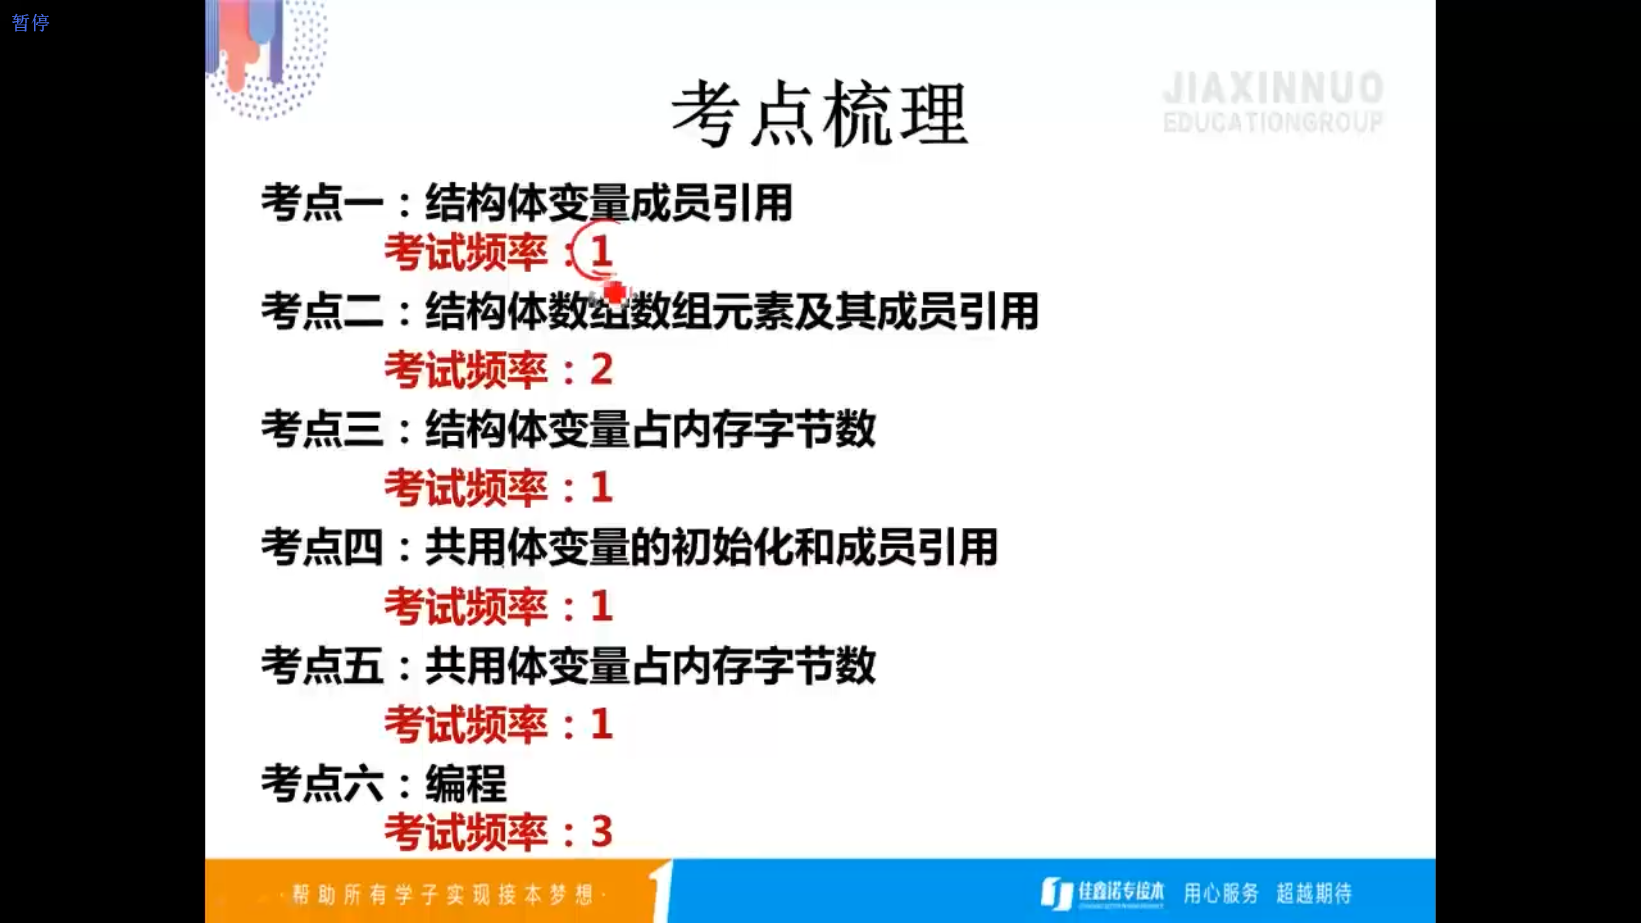 暂停
考点梳理
JIAXINNUO
EDUCATIONGROUP
考点一：结构体变量成员引用
考试频率：1
考点二：结构体数组数组元素及其成员引用
考试频率：2
考点三：结构体变量占内存字节数
考试频率：1
考点四：共用体变量的初始化和成员引用
考试频率：1
考点五：共用体变量占内存字节数
考试频率：1
考点六：编程
考试频率：3
·帮助所有学子实现接本梦想·
佳鑫诺专接本
用心服务 超越期待